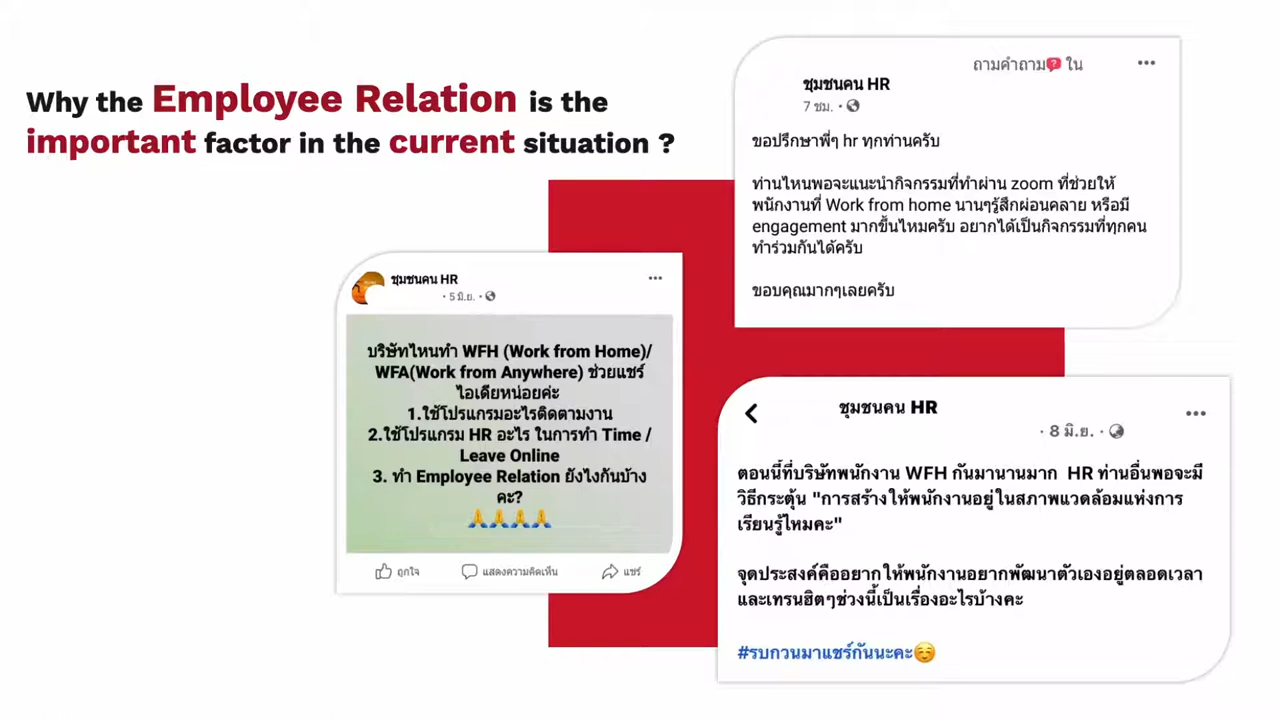 Why the Employee Relation is the
important factor in the current situation ?
ถามคำถาม ใน
ชุมชนคน HR
7 ชม. ·
ขอปรึกษาพี่ๆ hr ทุกท่านครับ
ท่านไหนพอจะแนะนำกิจกรรมที่ทำผ่าน zoom ที่ช่วยให้
พนักงานที่ Work from home นานๆรู้สึกผ่อนคลาย หรือมี
engagement มากขึ้นไหมครับ อยากได้เป็นกิจกรรมที่ทุกคน
ทำร่วมกันได้ครับ
ขอบคุณมากๆเลยครับ
ชุมชนคน HR
· 5 มิ.ย. ·
บริษัทไหนทำ WFH (Work from Home)/
WFA(Work from Anywhere) ช่วยแชร์
ไอเดียหน่อยค่ะ
1.ใช้โปรแกรมอะไรติดตามงาน
2.ใช้โปรแกรม HR อะไร ในการทำ Time /
Leave Online
3. ทำ Employee Relation ยังไงกันบ้าง
คะ?
🙏🙏🙏🙏
ถูกใจ แสดงความคิดเห็น แชร์
ชุมชนคน HR
· 8 มิ.ย. ·
ตอนนี้ที่บริษัทพนักงาน WFH กันมานานมาก HR ท่านอื่นพอจะมี
วิธีกระตุ้น "การสร้างให้พนักงานอยู่ในสภาพแวดล้อมแห่งการ
เรียนรู้ไหมคะ"
จุดประสงค์คืออยากให้พนักงานอยากพัฒนาตัวเองอยู่ตลอดเวลา
และเทรนฮิตๆช่วงนี้เป็นเรื่องอะไรบ้างคะ
#รบกวนมาแชร์กันนะคะ☺️